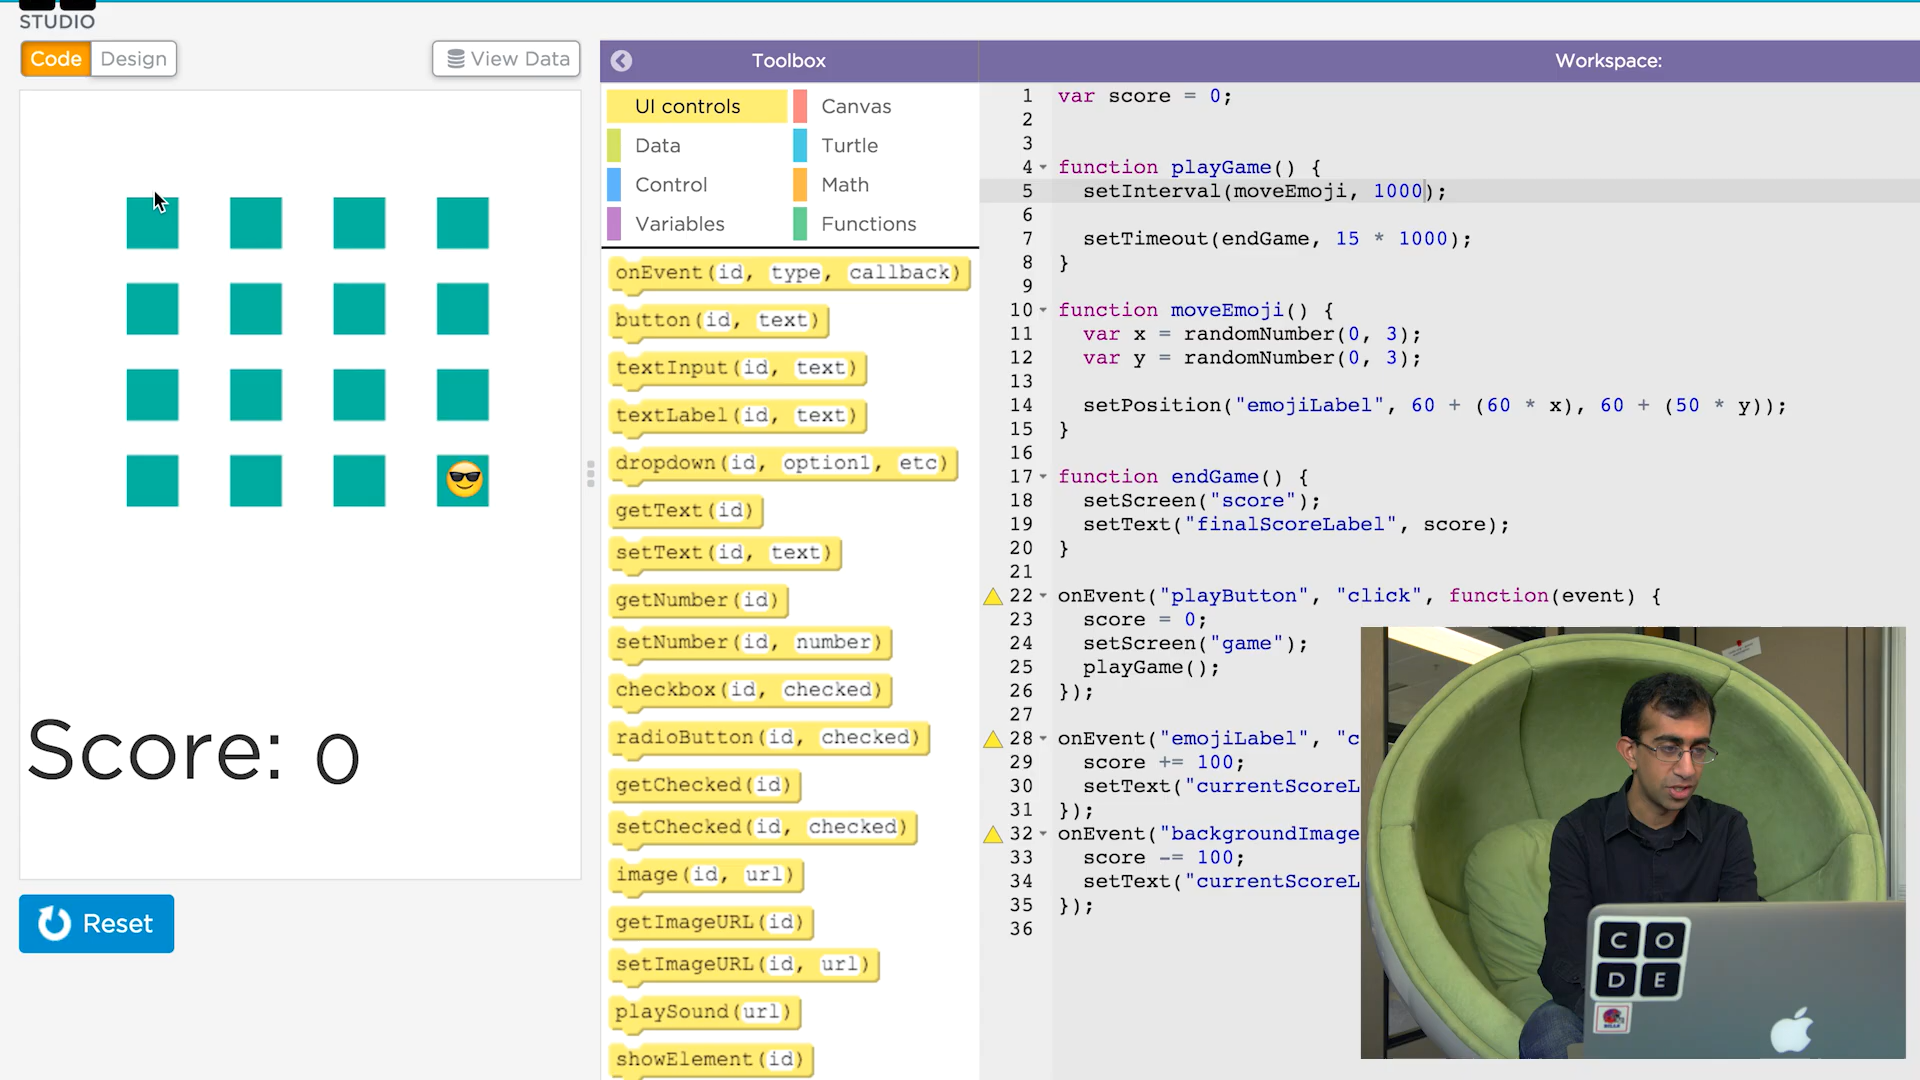 STUDIO
Code Design
View Data
Toolbox
Workspace:
UI controls
Canvas
Data
Turtle
Control
Math
Variables
Functions
onEvent(id, type, callback)
button(id, text)
textInput(id, text)
textLabel(id, text)
dropdown(id, option1, etc)
getText(id)
setText(id, text)
getNumber(id)
setNumber(id, number)
checkbox(id, checked)
radioButton(id, checked)
getChecked(id)
setChecked(id, checked)
image(id, url)
getImageURL(id)
setImageURL(id, url)
playSound(url)
showElement(id)
1 var score = 0;
2
3
4 function playGame() {
5 setInterval(moveEmoji, 1000);
6
7 setTimeout(endGame, 15 * 1000);
8 }
9
10 function moveEmoji() {
11 var x = randomNumber(0, 3);
12 var y = randomNumber(0, 3);
13
14 setPosition("emojiLabel", 60 + (60 * x), 60 + (50 * y));
15 }
16
17 function endGame() {
18 setScreen("score");
19 setText("finalScoreLabel", score);
20 }
21
22 onEvent("playButton", "click", function(event) {
23 score = 0;
24 setScreen("game");
25 playGame();
26 });
27
28 onEvent("emojiLabel", "c
29 score += 100;
30 setText("currentScoreL
31 });
32 onEvent("backgroundImage
33 score -= 100;
34 setText("currentScoreL
35 });
36
Score: 0
Reset
C O
D E